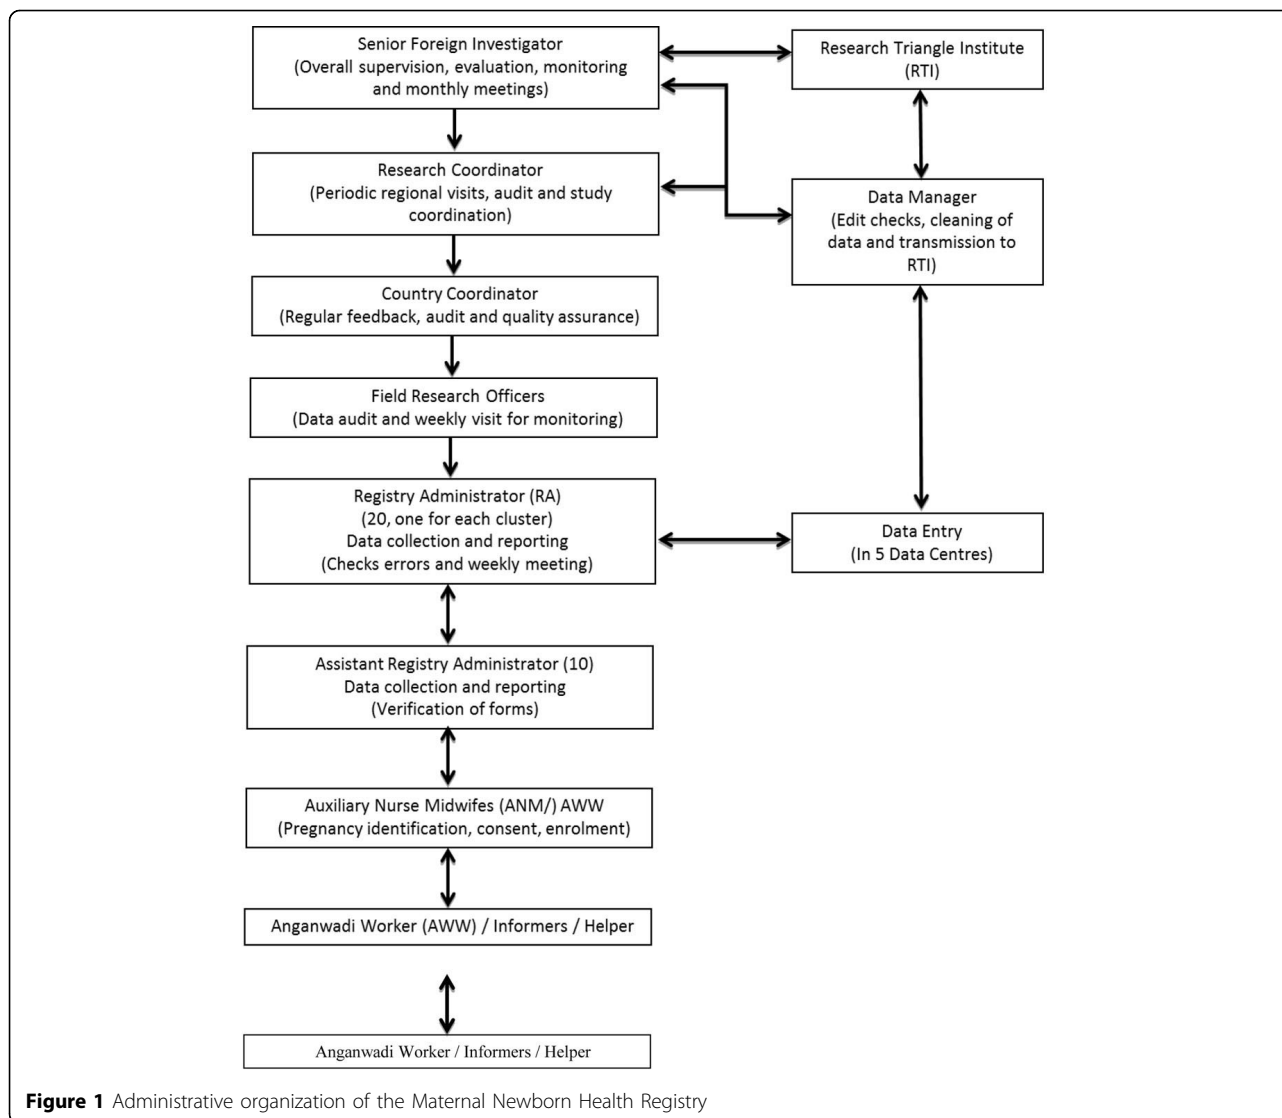 Senior Foreign Investigator
(Overall supervision, evaluation, monitoring
and monthly meetings)
Research Triangle Institute
(RTI)
Research Coordinator
(Periodic regional visits, audit and study
coordination)
Data Manager
(Edit checks, cleaning of
data and transmission to
RTI)
Country Coordinator
(Regular feedback, audit and quality assurance)
Field Research Officers
(Data audit and weekly visit for monitoring)
Registry Administrator (RA)
(20, one for each cluster)
Data collection and reporting
(Checks errors and weekly meeting)
Data Entry
(In 5 Data Centres)
Assistant Registry Administrator (10)
Data collection and reporting
(Verification of forms)
Auxiliary Nurse Midwifes (ANM/) AWW
(Pregnancy identification, consent, enrolment)
Anganwadi Worker (AWW) / Informers / Helper
Anganwadi Worker / Informers / Helper
Figure 1 Administrative organization of the Maternal Newborn Health Registry